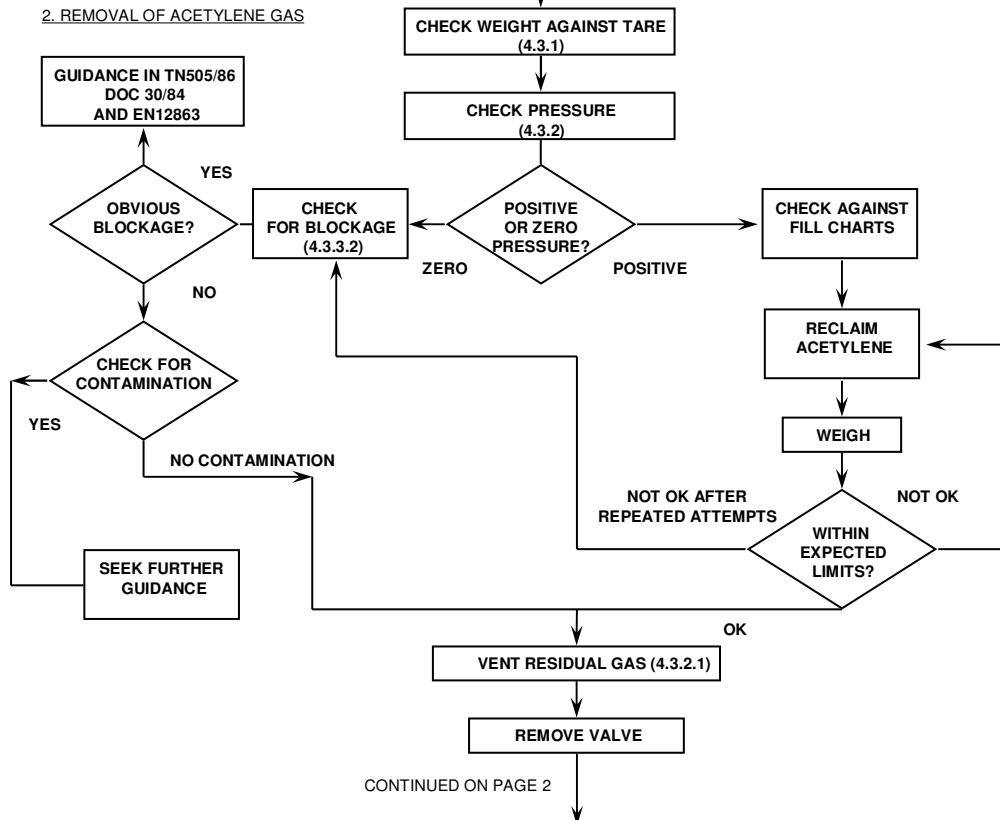 2. REMOVAL OF ACETYLENE GAS
CHECK WEIGHT AGAINST TARE
(4.3.1)
GUIDANCE IN TN505/86
DOC 30/84
AND EN12863
CHECK PRESSURE
(4.3.2)
YES
OBVIOUS
BLOCKAGE?
CHECK
FOR BLOCKAGE
(4.3.3.2)
POSITIVE
OR ZERO
PRESSURE?
CHECK AGAINST
FILL CHARTS
ZERO
POSITIVE
NO
RECLAIM
ACETYLENE
CHECK FOR
CONTAMINATION
YES
WEIGH
NO CONTAMINATION
NOT OK AFTER
REPEATED ATTEMPTS
NOT OK
WITHIN
EXPECTED
LIMITS?
SEEK FURTHER
GUIDANCE
OK
VENT RESIDUAL GAS (4.3.2.1)
REMOVE VALVE
CONTINUED ON PAGE 2